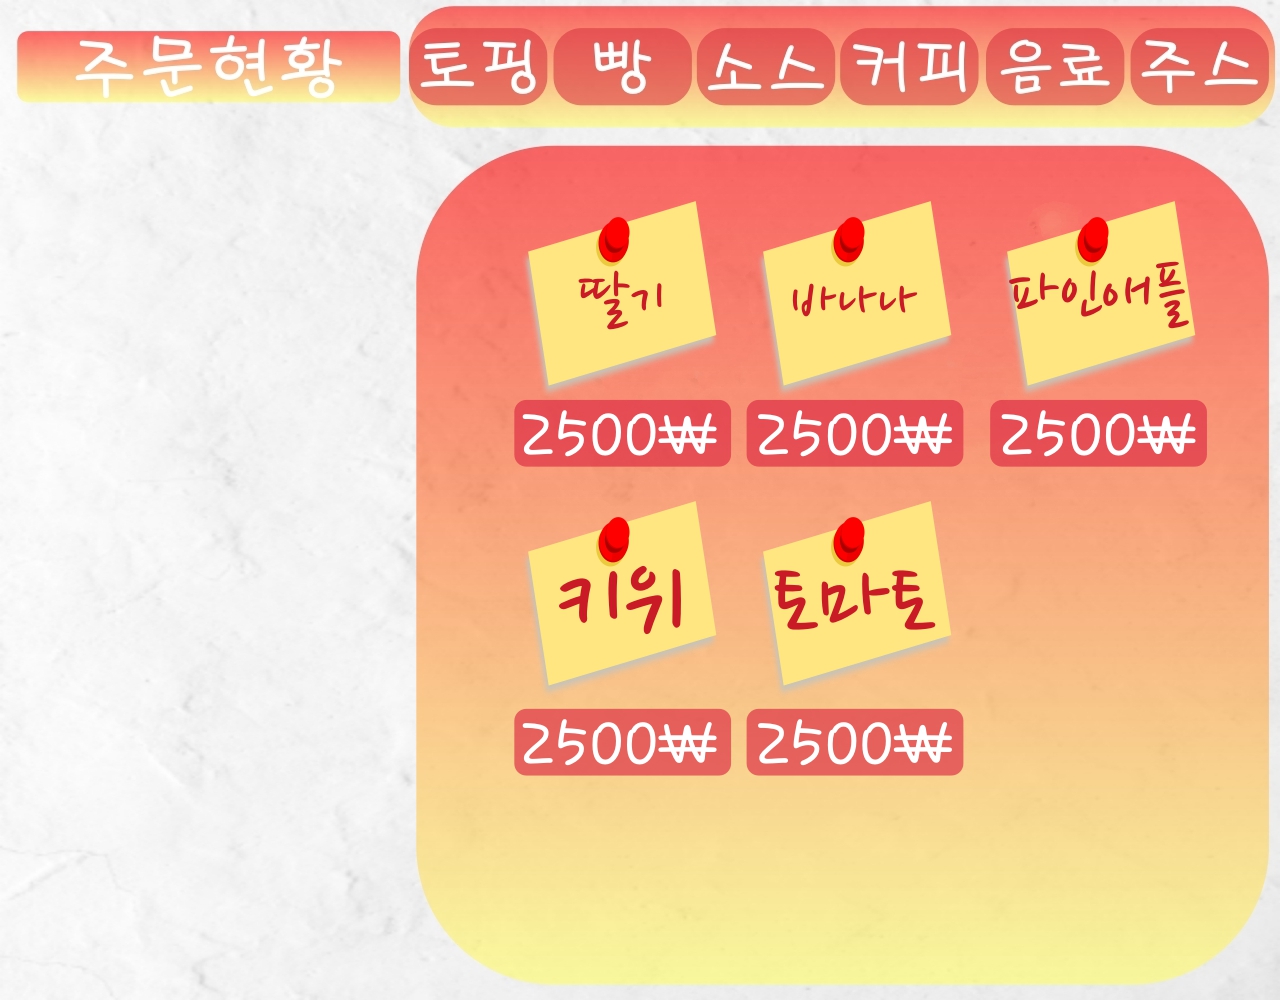 주문현황 토핑 빵 소스 커피 음료 주스
딸기 바나나 파인애플
2500₩ 2500₩ 2500₩
키위 토마토
2500₩ 2500₩